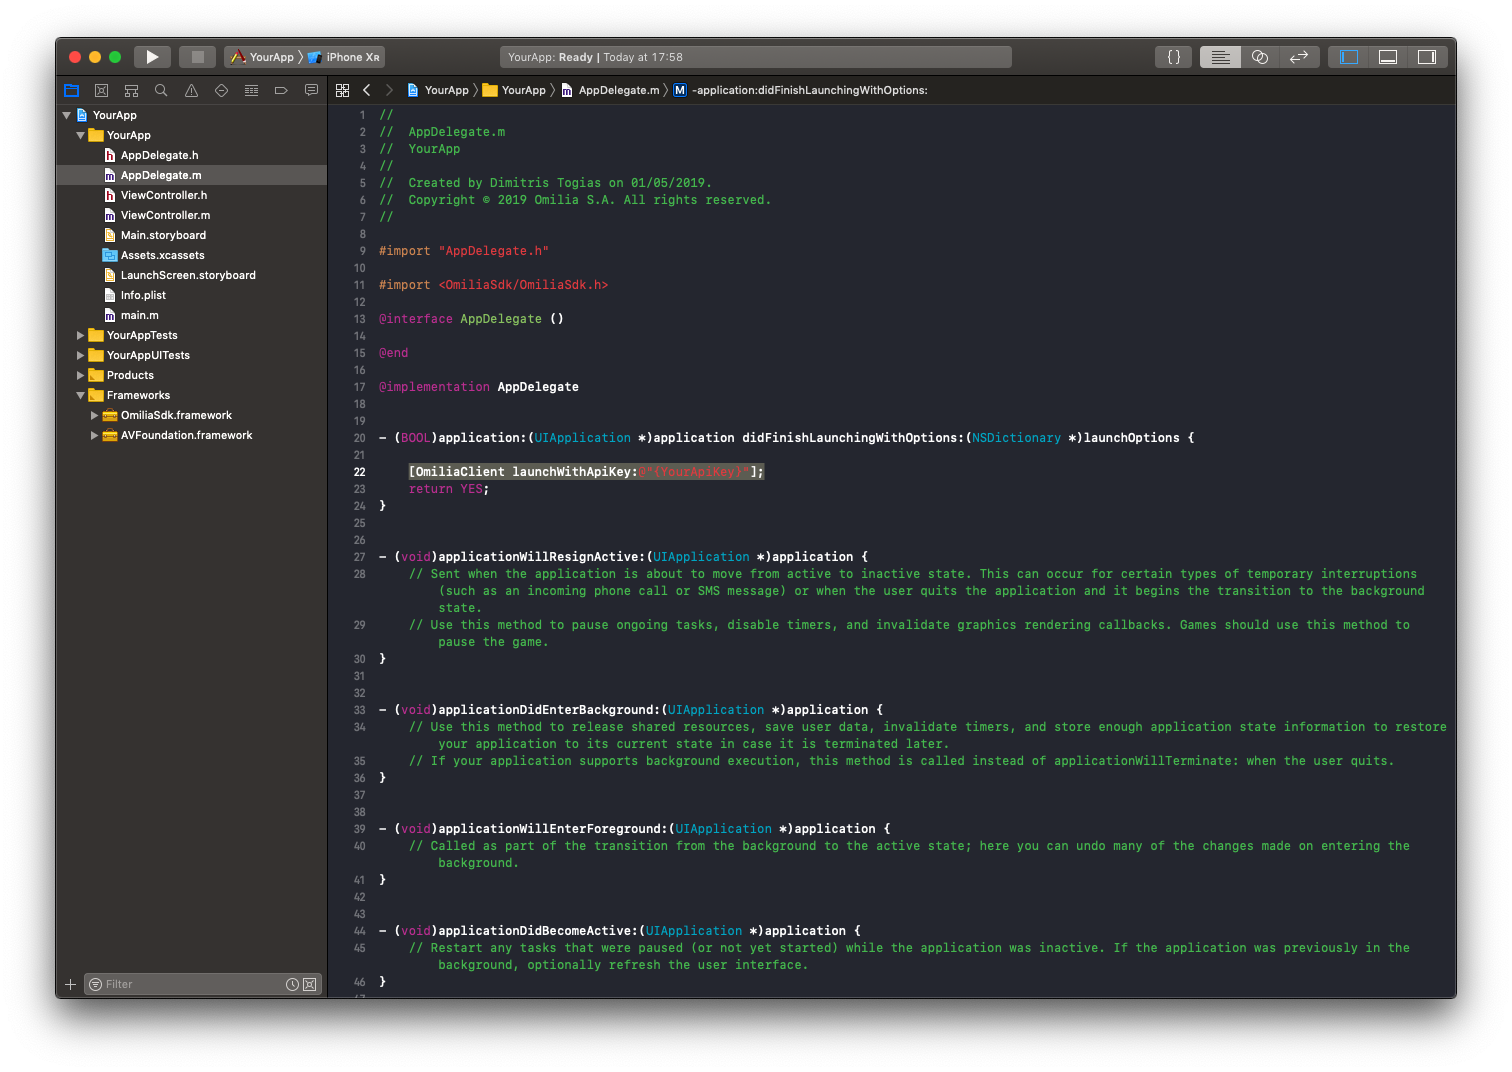 YourApp 〉 iPhone XR
YourApp: Ready | Today at 17:58
{}
YourApp 〉 YourApp 〉 m AppDelegate.m 〉 M -application:didFinishLaunchingWithOptions:
YourApp
YourApp
h AppDelegate.h
m AppDelegate.m
h ViewController.h
m ViewController.m
Main.storyboard
Assets.xcassets
LaunchScreen.storyboard
Info.plist
m main.m
YourAppTests
YourAppUITests
Products
Frameworks
OmiliaSdk.framework
AVFoundation.framework
Filter
1 //
2 //  AppDelegate.m
3 //  YourApp
4 //
5 //  Created by Dimitris Togias on 01/05/2019.
6 //  Copyright © 2019 Omilia S.A. All rights reserved.
7 //
8
9 #import "AppDelegate.h"
10
11 #import <OmiliaSdk/OmiliaSdk.h>
12
13 @interface AppDelegate ()
14
15 @end
16
17 @implementation AppDelegate
18
19
20 - (BOOL)application:(UIApplication *)application didFinishLaunchingWithOptions:(NSDictionary *)launchOptions {
21
22 [OmiliaClient launchWithApiKey:@"{YourApiKey}"];
23 return YES;
24 }
25
26
27 - (void)applicationWillResignActive:(UIApplication *)application {
28 // Sent when the application is about to move from active to inactive state. This can occur for certain types of temporary interruptions
(such as an incoming phone call or SMS message) or when the user quits the application and it begins the transition to the background
state.
29 // Use this method to pause ongoing tasks, disable timers, and invalidate graphics rendering callbacks. Games should use this method to
pause the game.
30 }
31
32
33 - (void)applicationDidEnterBackground:(UIApplication *)application {
34 // Use this method to release shared resources, save user data, invalidate timers, and store enough application state information to restore
your application to its current state in case it is terminated later.
35 // If your application supports background execution, this method is called instead of applicationWillTerminate: when the user quits.
36 }
37
38
39 - (void)applicationWillEnterForeground:(UIApplication *)application {
40 // Called as part of the transition from the background to the active state; here you can undo many of the changes made on entering the
background.
41 }
42
43
44 - (void)applicationDidBecomeActive:(UIApplication *)application {
45 // Restart any tasks that were paused (or not yet started) while the application was inactive. If the application was previously in the
background, optionally refresh the user interface.
46 }